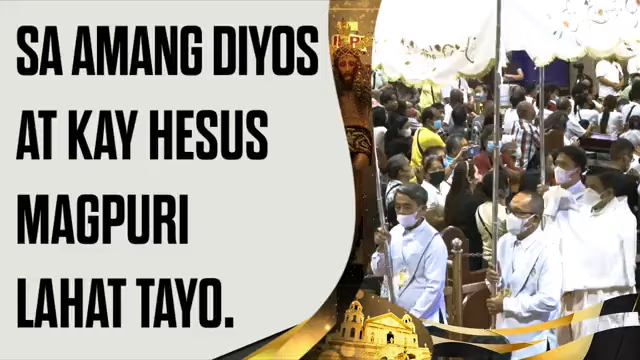 SA AMANG DIYOS
AT KAY HESUS
MAGPURI
LAHAT TAYO.